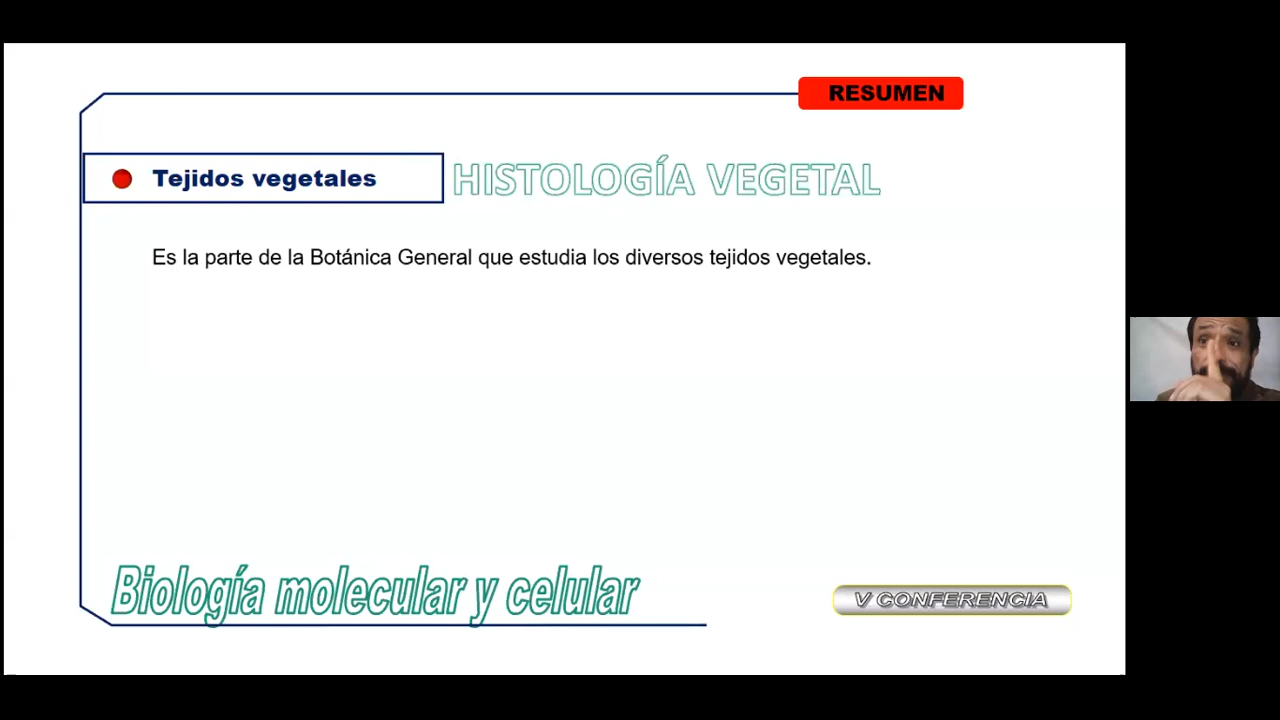 RESUMEN
Tejidos vegetales
HISTOLOGÍA VEGETAL
Es la parte de la Botánica General que estudia los diversos tejidos vegetales.
Biología molecular y celular
V CONFERENCIA